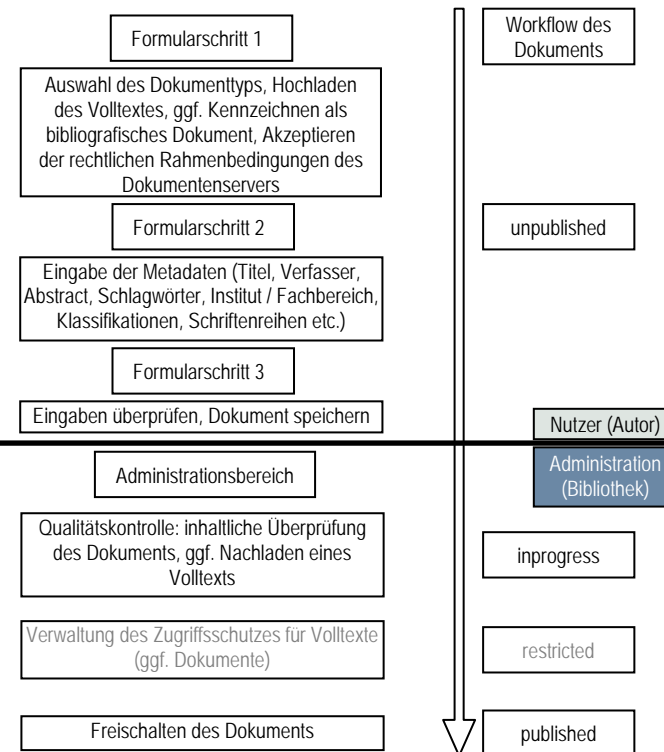 Formularschritt 1
Workflow des
Dokuments
Auswahl des Dokumenttyps, Hochladen
des Volltextes, ggf. Kennzeichnen als
bibliografisches Dokument, Akzeptieren
der rechtlichen Rahmenbedingungen des
Dokumentenservers
Formularschritt 2
unpublished
Eingabe der Metadaten (Titel, Verfasser,
Abstract, Schlagwörter, Institut / Fachbereich,
Klassifikationen, Schriftenreihen etc.)
Formularschritt 3
Eingaben überprüfen, Dokument speichern
Nutzer (Autor)
Administrationsbereich
Administration
(Bibliothek)
Qualitätskontrolle: inhaltliche Überprüfung
des Dokuments, ggf. Nachladen eines
Volltexts
inprogress
Verwaltung des Zugriffsschutzes für Volltexte
(ggf. Dokumente)
restricted
Freischalten des Dokuments
published